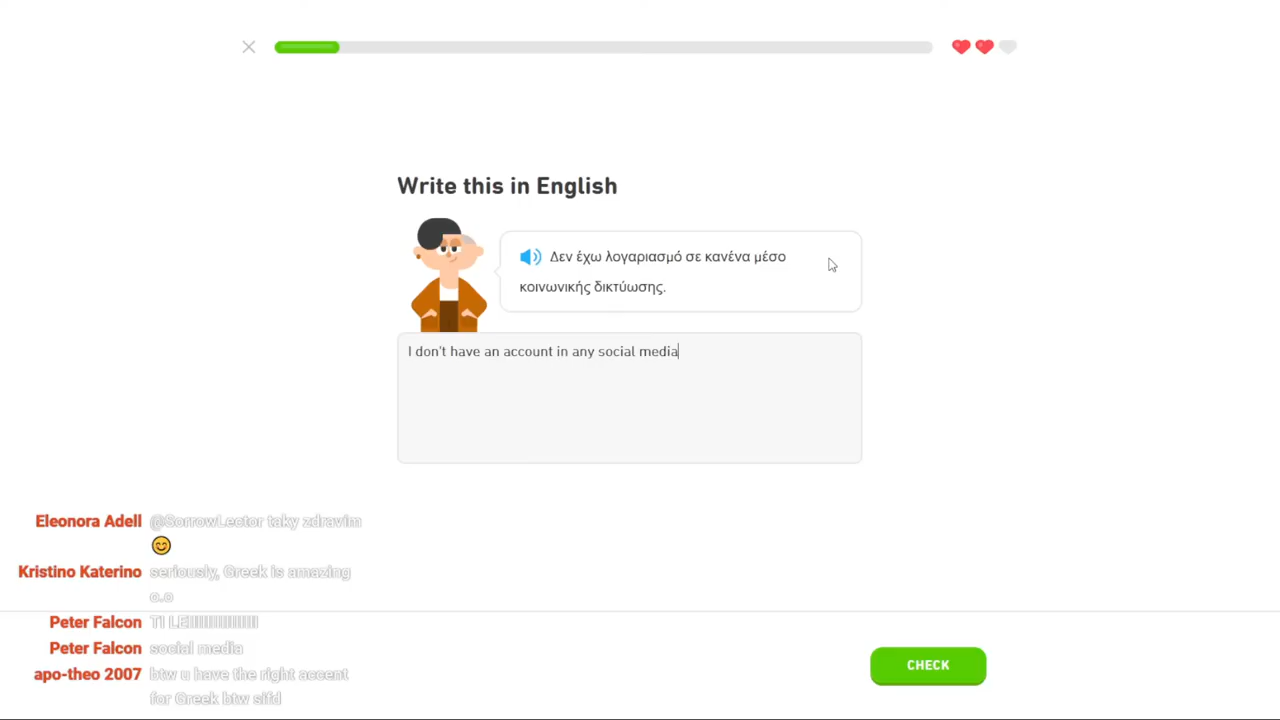 Write this in English
Δεν έχω λογαριασμό σε κανένα μέσο
κοινωνικής δικτύωσης.
I don't have an account in any social media
Eleonora Adell @SorrowLector taky zdravim
😊
Kristino Katerino seriously, Greek is amazing
o.o
Peter Falcon TI LEIIIIIIIIIIIIIIIIII
Peter Falcon social media
apo-theo 2007 btw u have the right accent
for Greek btw sifd
CHECK